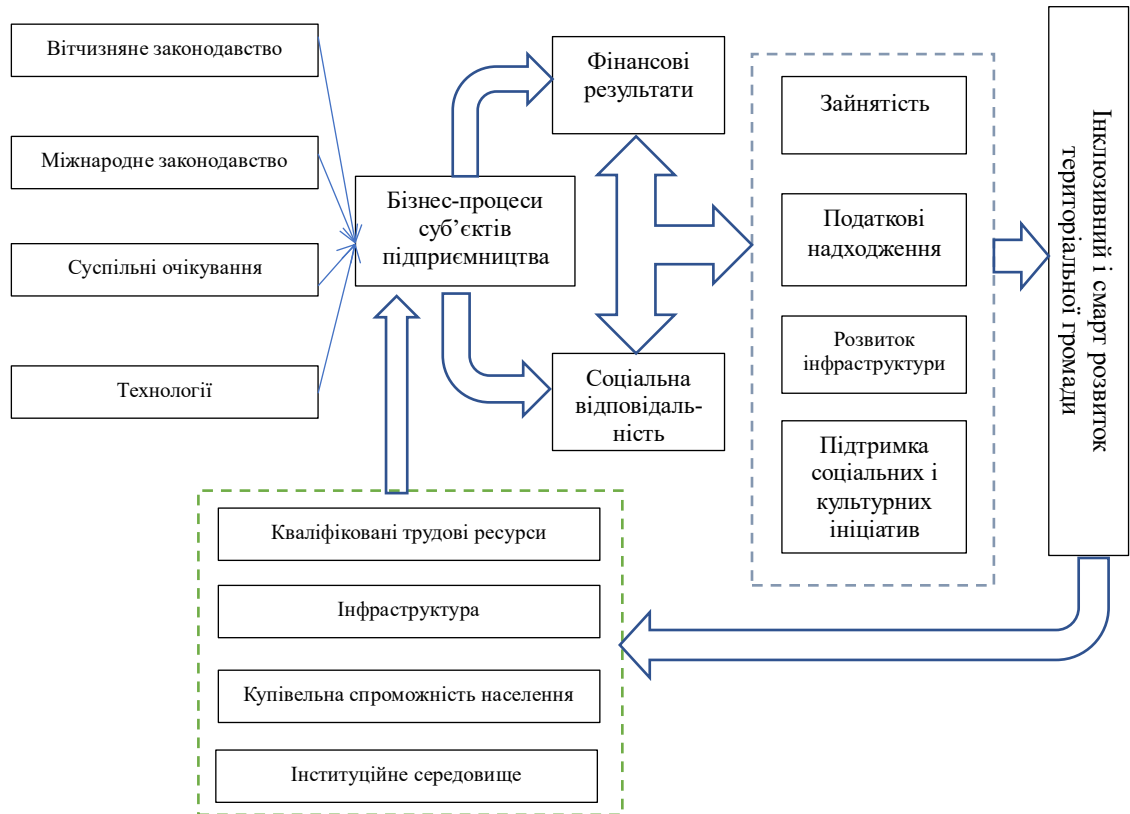 Вітчизняне законодавство
Міжнародне законодавство
Суспільні очікування
Технології
Бізнес-процеси
суб’єктів
підприємництва
Фінансові
результати
Соціальна
відповідаль-
ність
Зайнятість
Податкові
надходження
Розвиток
інфраструктури
Підтримка
соціальних і
культурних
ініціатив
Інклюзивний і смарт розвиток
територіальної громади
Кваліфіковані трудові ресурси
Інфраструктура
Купівельна спроможність населення
Інституційне середовище